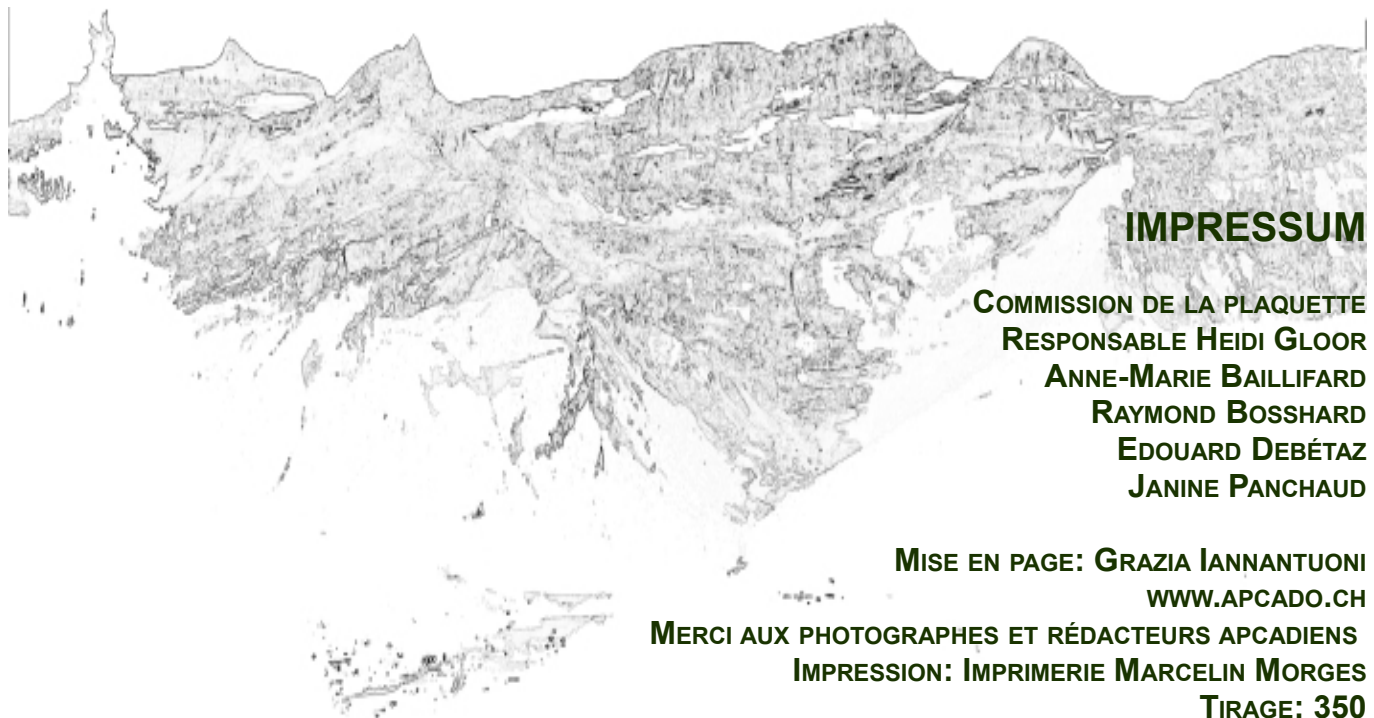 IMPRESSUM
COMMISSION DE LA PLAQUETTE
RESPONSABLE HEIDI GLOOR
ANNE-MARIE BAILLIFARD
RAYMOND BOSSHARD
EDOUARD DEBÉTAZ
JANINE PANCHAUD
MISE EN PAGE: GRAZIA IANNANTUONI
WWW.APCADO.CH
MERCI AUX PHOTOGRAPHES ET RÉDACTEURS APCADIENS
IMPRESSION: IMPRIMERIE MARCELIN MORGES
TIRAGE: 350